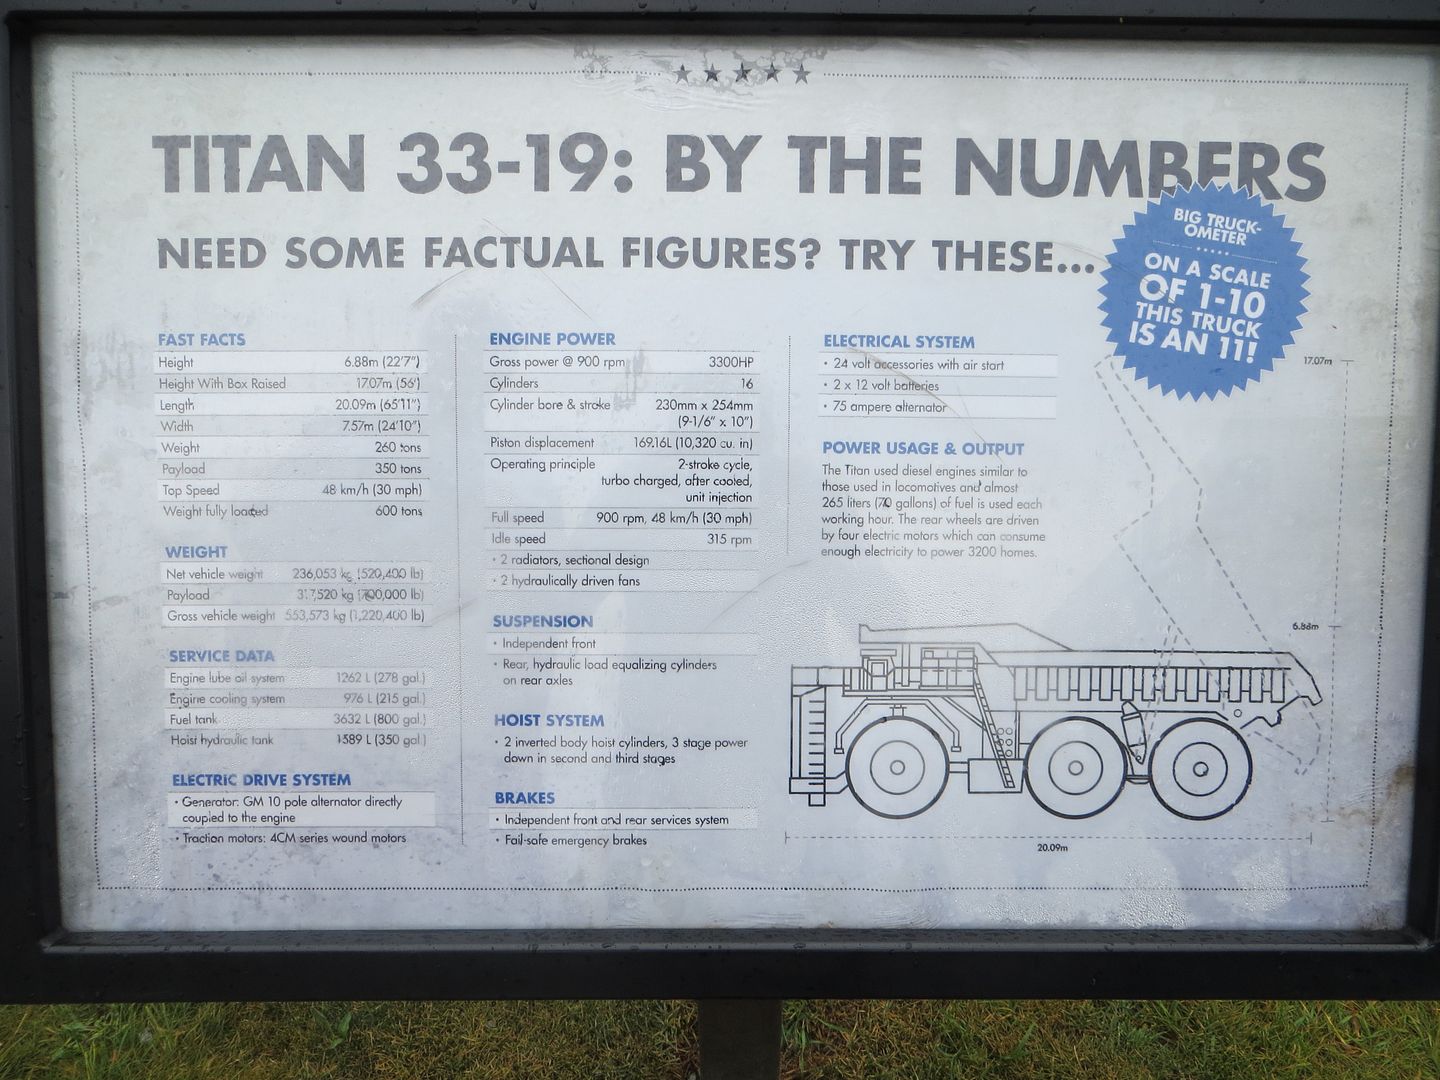 TITAN 33-19: BY THE NUMBERS
NEED SOME FACTUAL FIGURES? TRY THESE...
BIG TRUCK-
OMETER
ON A SCALE
OF 1-10
THIS TRUCK
IS AN 11!
FAST FACTS
Height 6.88m (22'7")
Height With Box Raised 17.07m (56')
Length 20.09m (65'11")
Width 7.57m (24'10")
Weight 260 tons
Payload 350 tons
Top Speed 48 km/h (30 mph)
Weight fully loaded 600 tons
WEIGHT
Net vehicle weight 236,053 kg (520,400 lb)
Payload 317,520 kg (700,000 lb)
Gross vehicle weight 553,573 kg (1,220,400 lb)
SERVICE DATA
Engine lube oil system 1262 L (278 gal.)
Engine cooling system 976 L (215 gal.)
Fuel tank 3632 L (800 gal.)
Hoist hydraulic tank 1589 L (350 gal.)
ELECTRIC DRIVE SYSTEM
• Generator: GM 10 pole alternator directly
coupled to the engine
• Traction motors: 4CM series wound motors
ENGINE POWER
Gross power @ 900 rpm 3300HP
Cylinders 16
Cylinder bore & stroke 230mm x 254mm
(9-1/6" x 10")
Piston displacement 169.16L (10,320 cu. in)
Operating principle 2-stroke cycle,
turbo charged, after cooled,
unit injection
Full speed 900 rpm, 48 km/h (30 mph)
Idle speed 315 rpm
• 2 radiators, sectional design
• 2 hydraulically driven fans
SUSPENSION
• Independent front
• Rear, hydraulic load equalizing cylinders
on rear axles
HOIST SYSTEM
• 2 inverted body hoist cylinders, 3 stage power
down in second and third stages
BRAKES
• Independent front and rear services system
• Fail-safe emergency brakes
ELECTRICAL SYSTEM
• 24 volt accessories with air start
• 2 x 12 volt batteries
• 75 ampere alternator
POWER USAGE & OUTPUT
The Titan used diesel engines similar to
those used in locomotives and almost
265 liters (70 gallons) of fuel is used each
working hour. The rear wheels are driven
by four electric motors which can consume
enough electricity to power 3200 homes.
17.07m
6.88m
20.09m